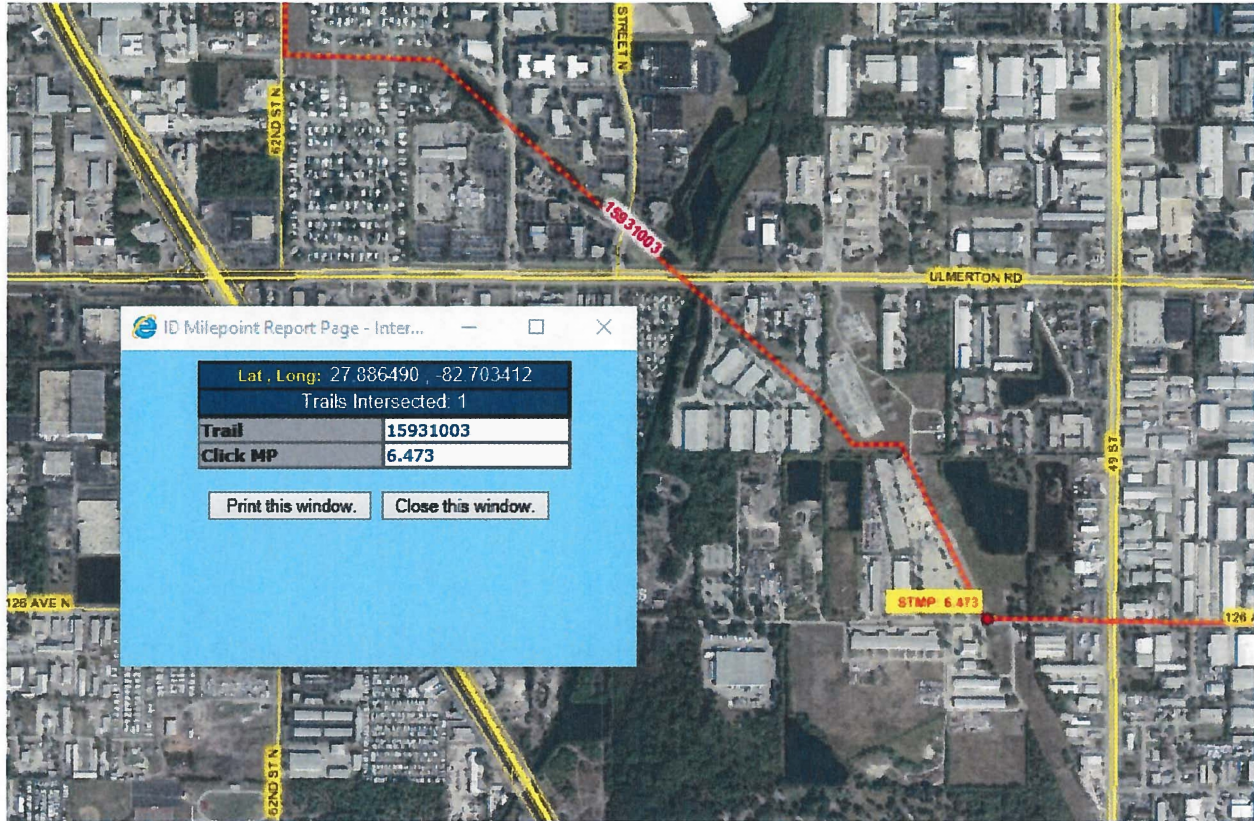 STREET N
62ND ST N
15931003
ULMERTON RD
ID Milepoint Report Page - Inter...
Lat , Long: 27.886490 , -82.703412
Trails Intersected: 1
Trail 15931003
Click MP 6.473
Print this window. Close this window.
49 ST
STMP: 6.473
126 AVE N
126 A
62ND ST N